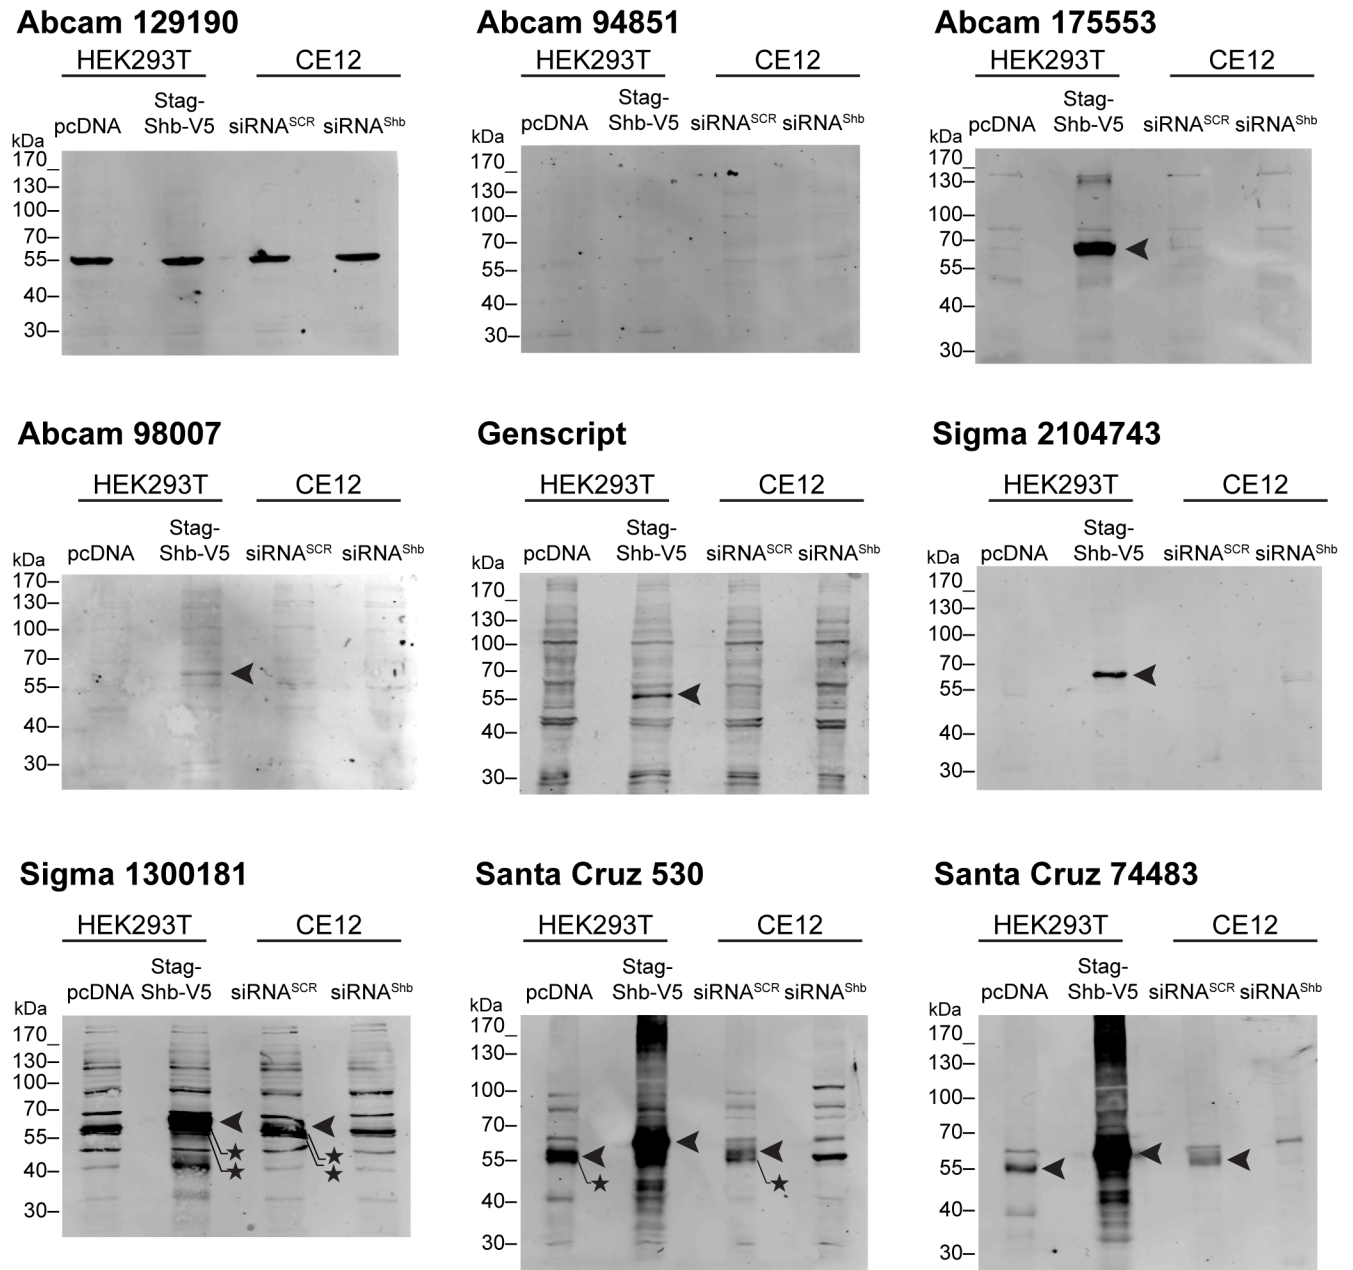 Abcam 129190
HEK293T CE12
Stag-
pcDNA Shb-V5 siRNASCR siRNAShb
kDa
170
130
100
70
55
40
30
Abcam 94851
HEK293T CE12
Stag-
pcDNA Shb-V5 siRNASCR siRNAShb
kDa
170
130
100
70
55
40
30
Abcam 175553
HEK293T CE12
Stag-
pcDNA Shb-V5 siRNASCR siRNAShb
kDa
170
130
100
70
55
40
30
Abcam 98007
HEK293T CE12
Stag-
pcDNA Shb-V5 siRNASCR siRNAShb
kDa
170
130
100
70
55
40
30
Genscript
HEK293T CE12
Stag-
pcDNA Shb-V5 siRNASCR siRNAShb
kDa
170
130
100
70
55
40
30
Sigma 2104743
HEK293T CE12
Stag-
pcDNA Shb-V5 siRNASCR siRNAShb
kDa
170
130
100
70
55
40
30
Sigma 1300181
HEK293T CE12
Stag-
pcDNA Shb-V5 siRNASCR siRNAShb
kDa
170
130
100
70
55
40
30
Santa Cruz 530
HEK293T CE12
Stag-
pcDNA Shb-V5 siRNASCR siRNAShb
kDa
170
130
100
70
55
40
30
Santa Cruz 74483
HEK293T CE12
Stag-
pcDNA Shb-V5 siRNASCR siRNAShb
kDa
170
130
100
70
55
40
30